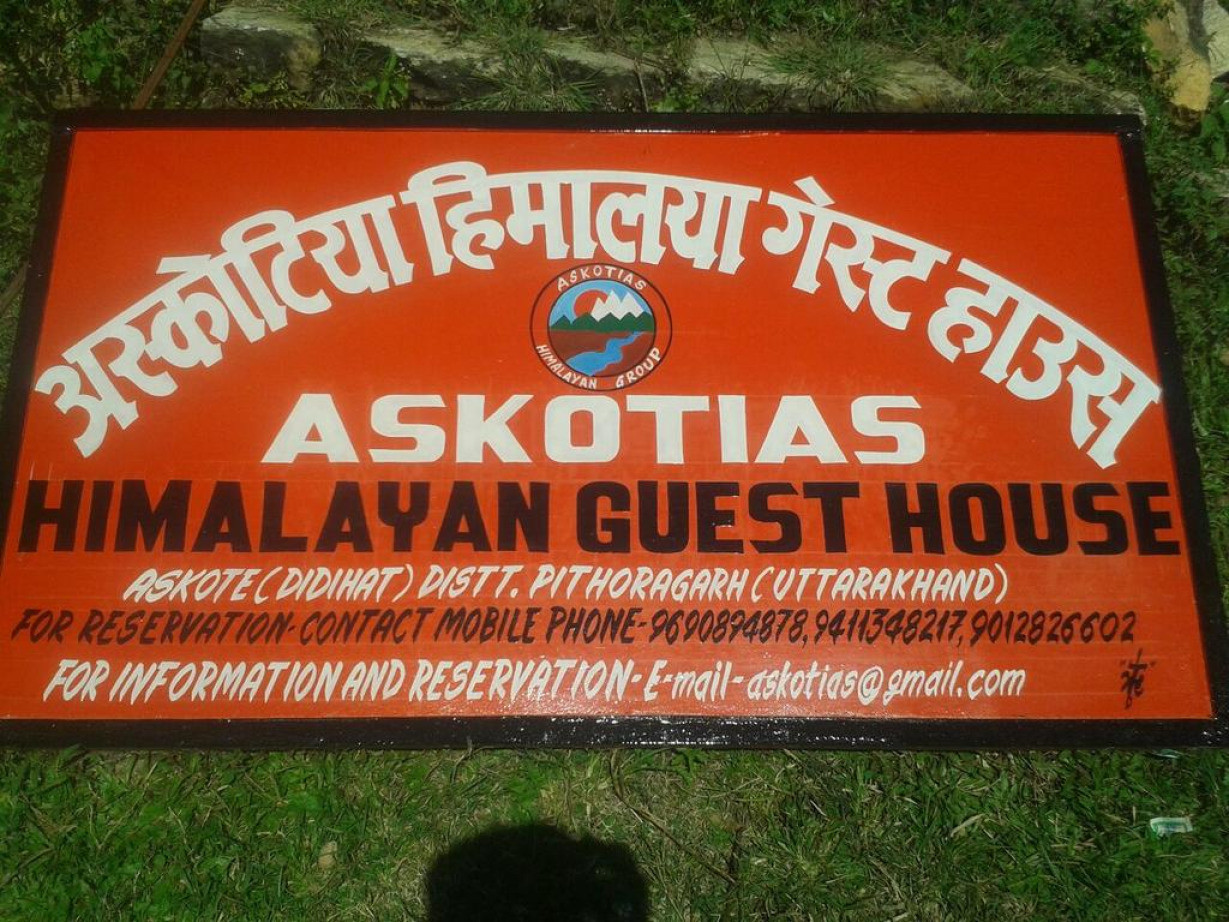 अस्कोटिया हिमालया गेस्ट हाउस
ASKOTIAS
HIMALAYAN GROUP
ASKOTIAS
HIMALAYAN GUEST HOUSE
ASKOTE (DIDIHAT) DISTT. PITHORAGARH (UTTARAKHAND)
FOR RESERVATION-CONTACT MOBILE PHONE-9690894878, 9411348217, 9012826602
FOR INFORMATION AND RESERVATION-E-mail-askotias@gmail.com